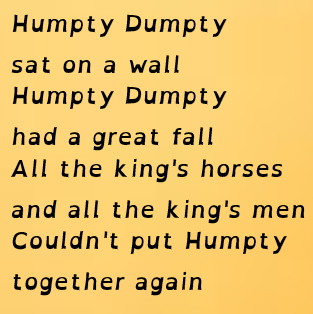 Humpty Dumpty
sat on a wall
Humpty Dumpty
had a great fall
All the king's horses
and all the king's men
Couldn't put Humpty
together again